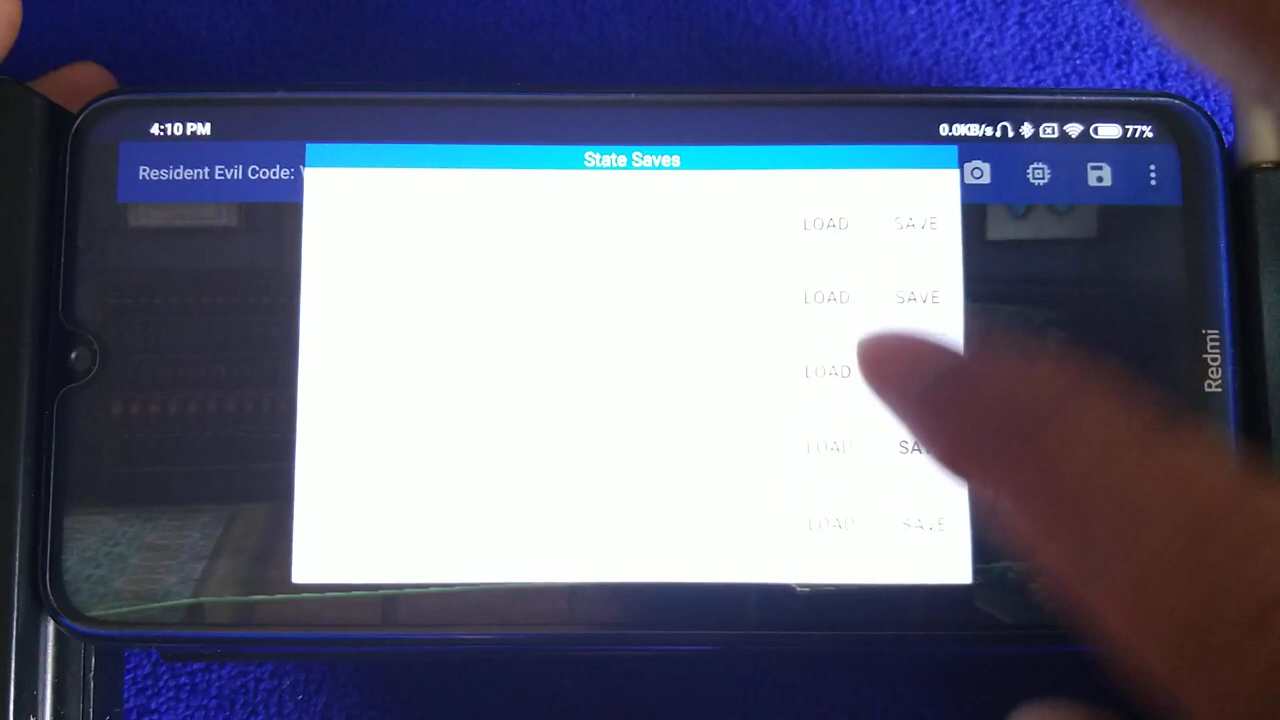 4:10 PM
0.0KB/s
77%
Resident Evil Code: V
State Saves
LOAD SAVE
LOAD SAVE
LOAD
LOAD SAV
LOAD SAVE
Redmi